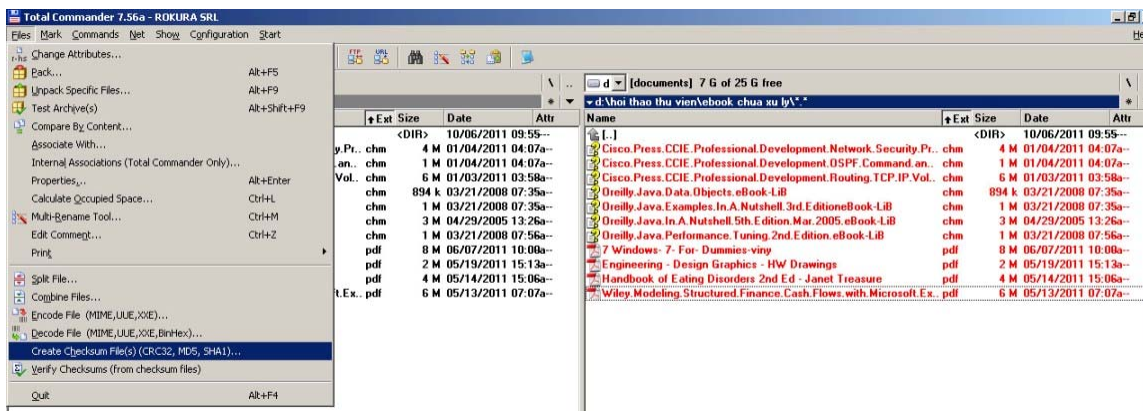 Total Commander 7.56a - ROKURA SRL
Files Mark Commands Net Show Configuration Start
He
Change Attributes...
Pack... Alt+F5
Unpack Specific Files... Alt+F9
Test Archive(s) Alt+Shift+F9
Compare By Content...
Associate With...
Internal Associations (Total Commander Only)...
Properties... Alt+Enter
Calculate Occupied Space... Ctrl+L
Multi-Rename Tool... Ctrl+M
Edit Comment... Ctrl+Z
Print
Split File...
Combine Files...
Encode File (MIME,UUE,XXE)...
Decode File (MIME,UUE,XXE,BinHex)...
Create Checksum File(s) (CRC32, MD5, SHA1)...
Verify Checksums (from checksum files)
Quit Alt+F4
FTP URL
\ ..
* ▾
Ext Size Date Attr
<DIR> 10/06/2011 09:55---
y.Pr.. chm 4 M 01/04/2011 04:07a--
.an.. chm 1 M 01/04/2011 04:07a--
Vol.. chm 6 M 01/03/2011 03:58a--
chm 894 k 03/21/2008 07:35a--
chm 1 M 03/21/2008 07:35a--
chm 3 M 04/29/2005 13:26a--
chm 1 M 03/21/2008 07:56a--
pdf 8 M 06/07/2011 10:00a--
pdf 2 M 05/19/2011 15:13a--
pdf 4 M 05/14/2011 15:06a--
t.Ex.. pdf 6 M 05/13/2011 07:07a--
d [documents] 7 G of 25 G free \
d:\hoi thao thu vien\ebook chua xu ly\*.* *
Name Ext Size Date Attr
[..] <DIR> 10/06/2011 09:55---
Cisco.Press.CCIE.Professional.Development.Network.Security.Pr.. chm 4 M 01/04/2011 04:07a--
Cisco.Press.CCIE.Professional.Development.OSPF.Command.an.. chm 1 M 01/04/2011 04:07a--
Cisco.Press.CCIE.Professional.Development.Routing.TCP.IP.Vol.. chm 6 M 01/03/2011 03:58a--
Oreilly.Java.Data.Objects.eBook-LiB chm 894 k 03/21/2008 07:35a--
Oreilly.Java.Examples.In.A.Nutshell.3rd.EditioneBook-LiB chm 1 M 03/21/2008 07:35a--
Oreilly.Java.In.A.Nutshell.5th.Edition.Mar.2005.eBook-LiB chm 3 M 04/29/2005 13:26a--
Oreilly.Java.Performance.Tuning.2nd.Edition.eBook-LiB chm 1 M 03/21/2008 07:56a--
7 Windows- 7- For- Dummies-viny pdf 8 M 06/07/2011 10:00a--
Engineering - Design Graphics - HW Drawings pdf 2 M 05/19/2011 15:13a--
Handbook of Eating Disorders 2nd Ed - Janet Treasure pdf 4 M 05/14/2011 15:06a--
Wiley.Modeling.Structured.Finance.Cash.Flows.with.Microsoft.Ex.. pdf 6 M 05/13/2011 07:07a--